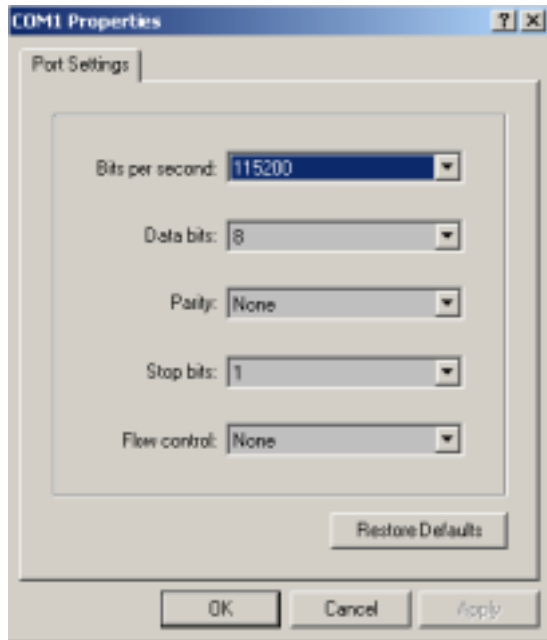 COM1 Properties
Port Settings
Bits per second: 115200
Data bits: 8
Parity: None
Stop bits: 1
Flow control: None
Restore Defaults
OK Cancel Apply